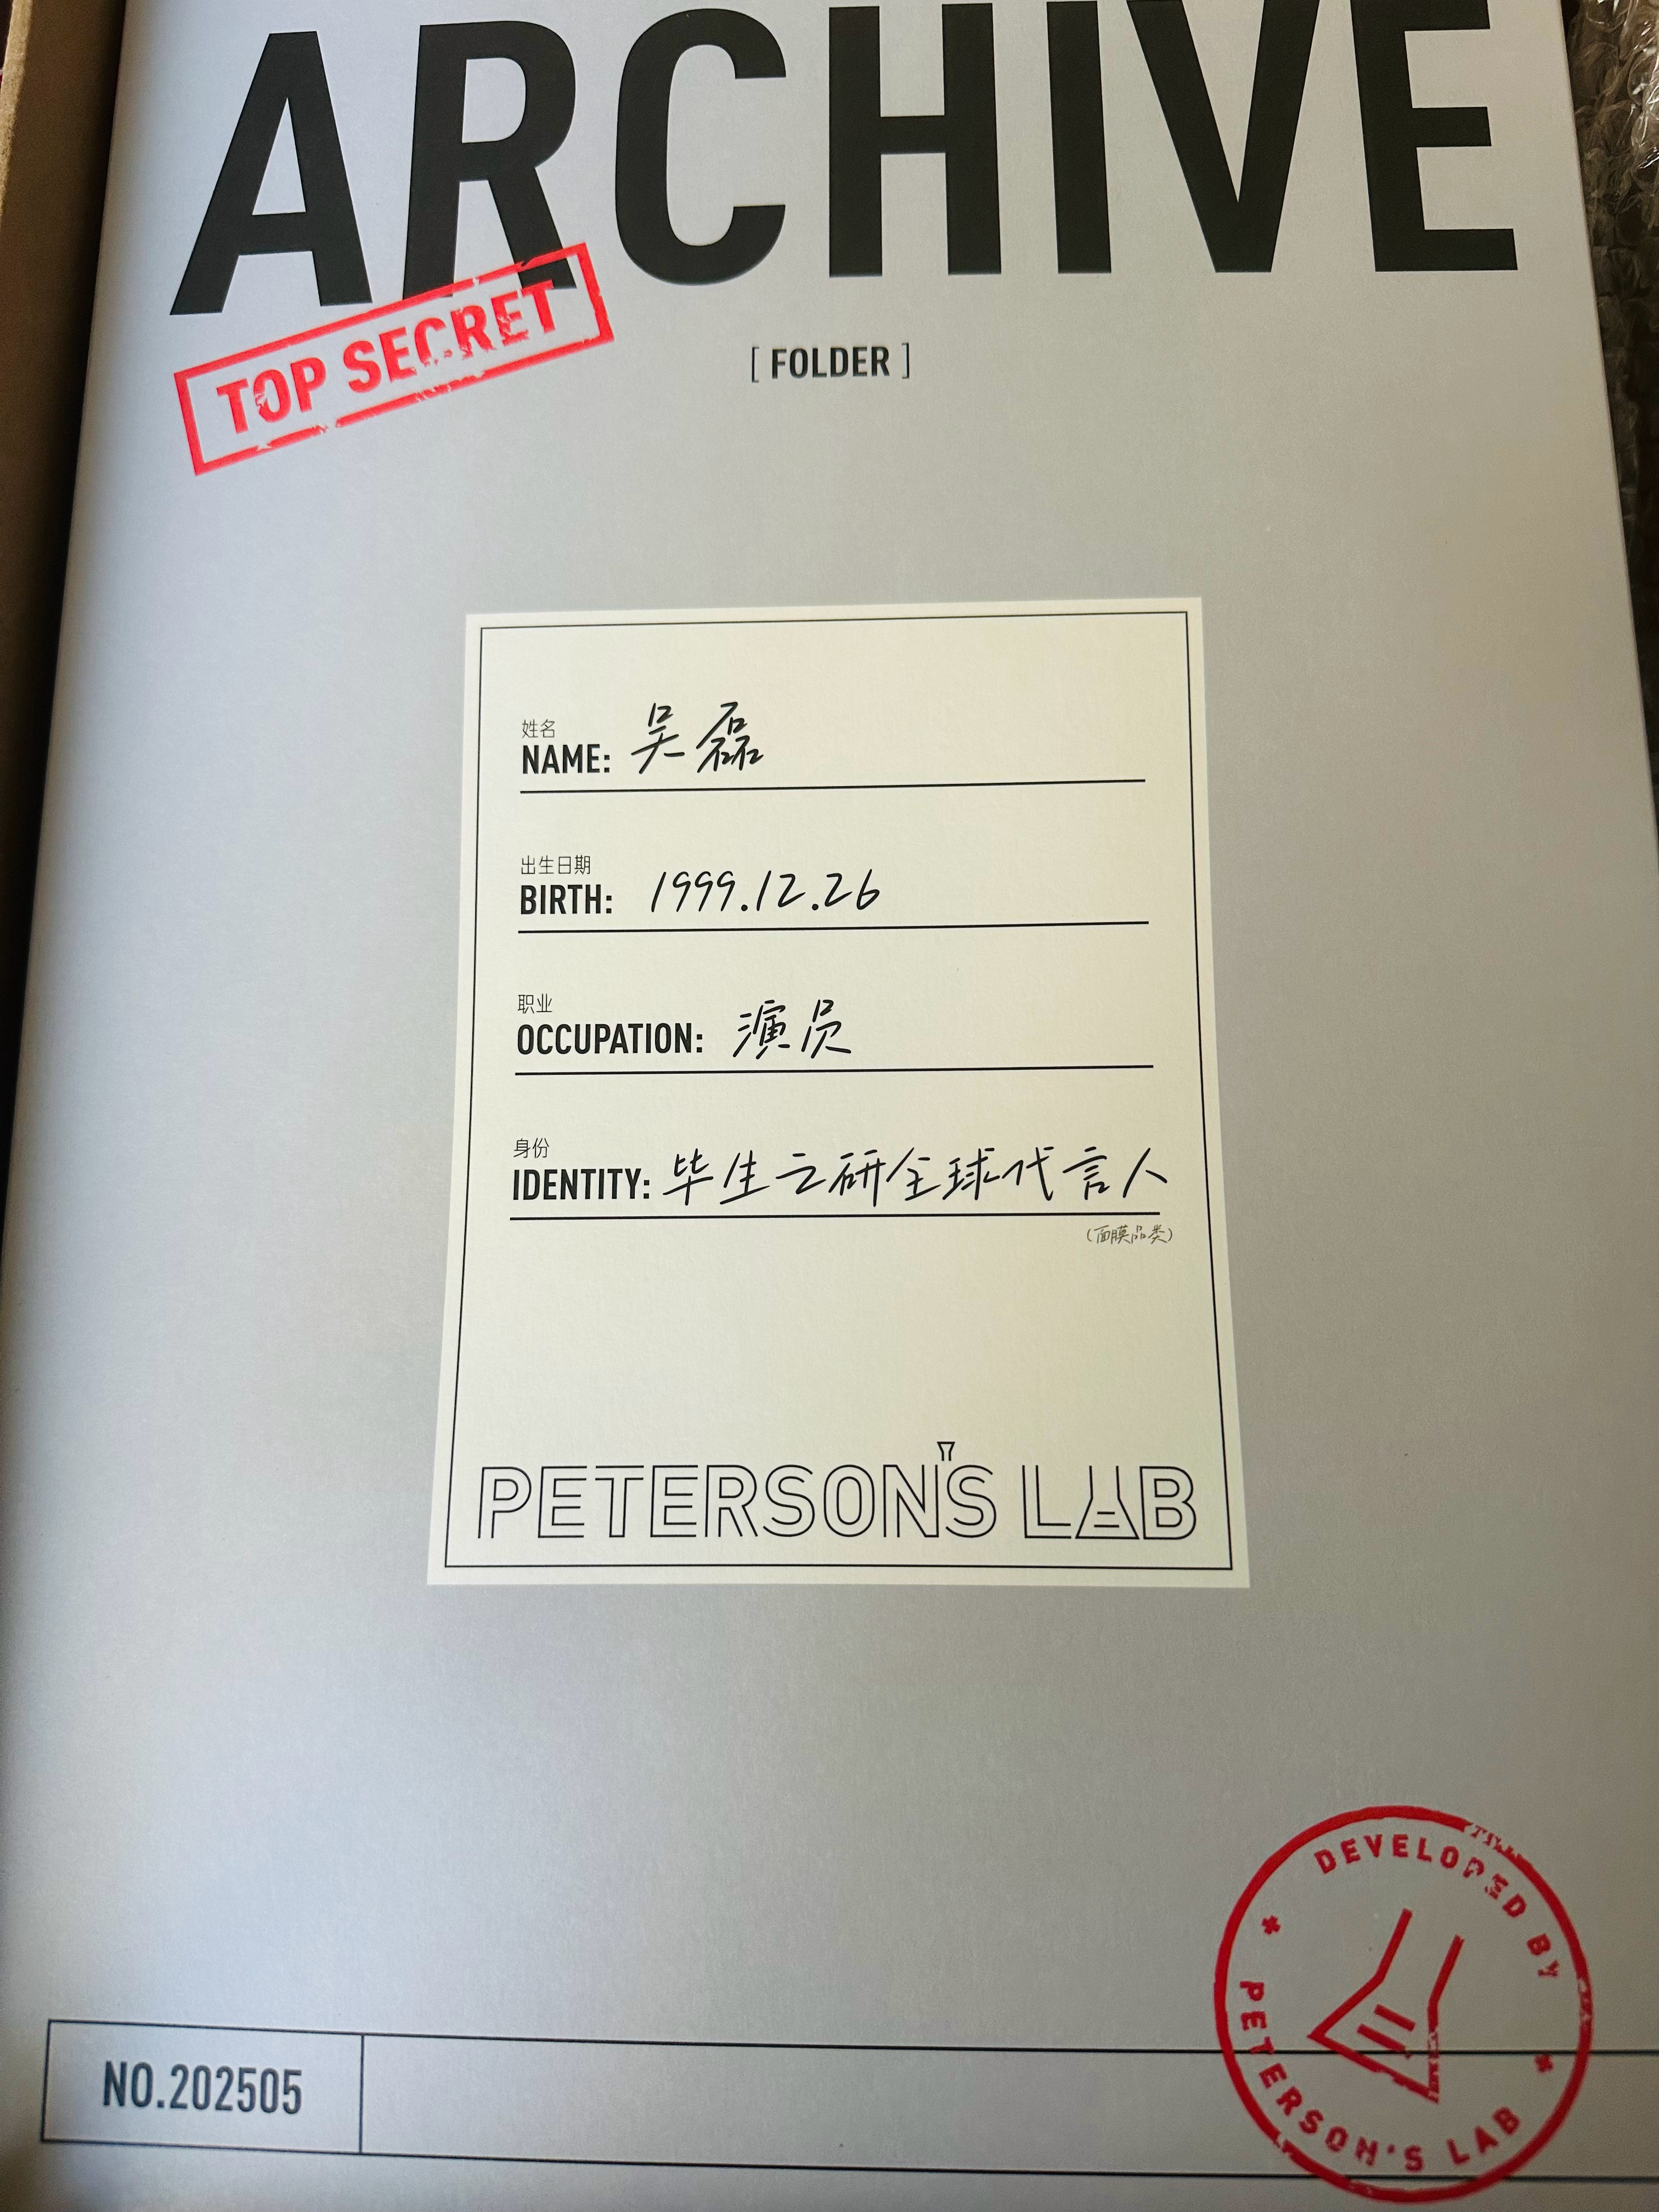 ARCHIVE
TOP SECRET
[ FOLDER ]
姓名
NAME: 吴磊
出生日期
BIRTH: 1999.12.26
职业
OCCUPATION: 演员
身份
IDENTITY: 毕生之研全球代言人
(面膜品类)
PETERSON'S LAB
DEVELOPED BY
PETERSON'S LAB
NO.202505